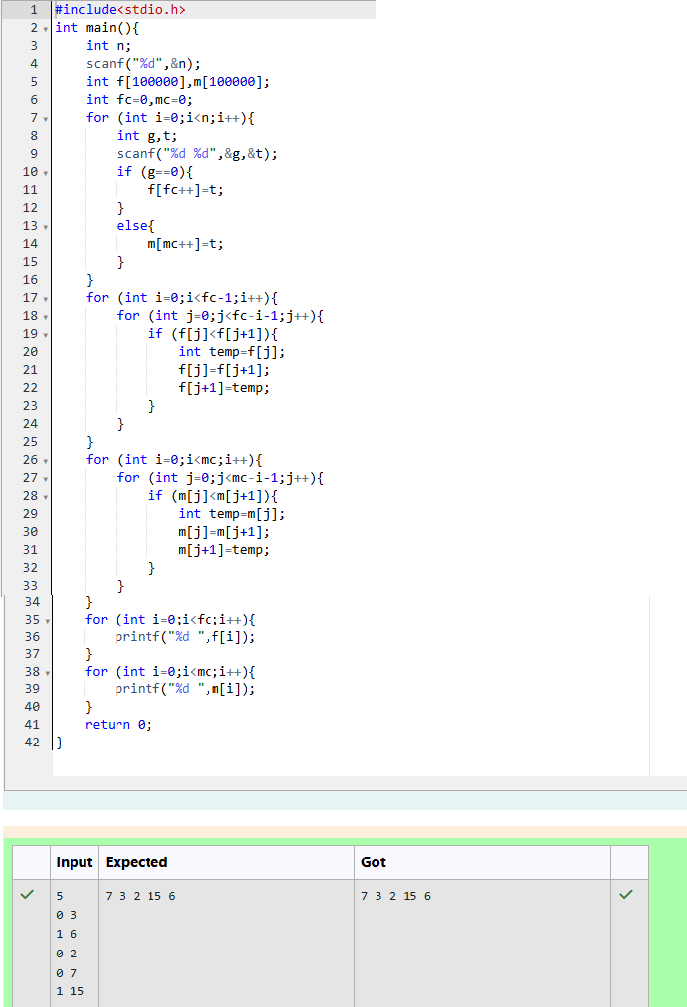 1 #include<stdio.h>
2 int main(){
3     int n;
4     scanf("%d",&n);
5     int f[100000],m[100000];
6     int fc=0,mc=0;
7     for (int i=0;i<n;i++){
8         int g,t;
9         scanf("%d %d",&g,&t);
10         if (g==0){
11             f[fc++]=t;
12         }
13         else{
14             m[mc++]=t;
15         }
16     }
17     for (int i=0;i<fc-1;i++){
18         for (int j=0;j<fc-i-1;j++){
19             if (f[j]<f[j+1]){
20                 int temp=f[j];
21                 f[j]=f[j+1];
22                 f[j+1]=temp;
23             }
24         }
25     }
26     for (int i=0;i<mc;i++){
27         for (int j=0;j<mc-i-1;j++){
28             if (m[j]<m[j+1]){
29                 int temp=m[j];
30                 m[j]=m[j+1];
31                 m[j+1]=temp;
32             }
33         }
34     }
35     for (int i=0;i<fc;i++){
36         printf("%d ",f[i]);
37     }
38     for (int i=0;i<mc;i++){
39         printf("%d ",m[i]);
40     }
41     return 0;
42 }
Input Expected Got
5 7 3 2 15 6 7 3 2 15 6
0 3
1 6
0 2
0 7
1 15